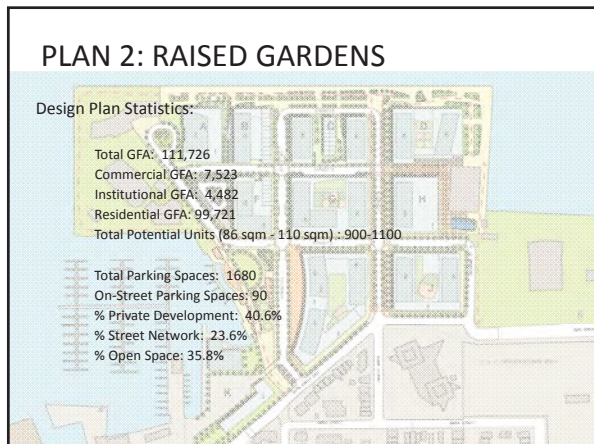 PLAN 2: RAISED GARDENS
Design Plan Statistics:
Total GFA: 111,726
Commercial GFA: 7,523
Institutional GFA: 4,482
Residential GFA: 99,721
Total Potential Units (86 sqm - 110 sqm) : 900-1100
Total Parking Spaces: 1680
On-Street Parking Spaces: 90
% Private Development: 40.6%
% Street Network: 23.6%
% Open Space: 35.8%
A
D
F
G
H
K